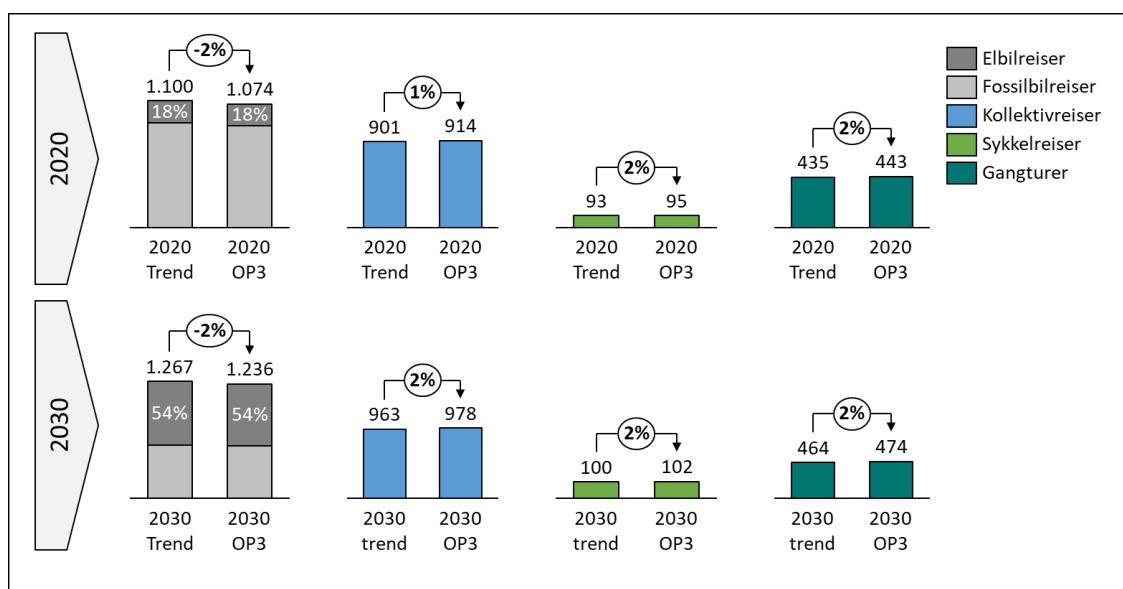 2020
-2%
1.100 1.074
18% 18%
2020 2020
Trend OP3
1%
901 914
2020 2020
Trend OP3
2%
93 95
2020 2020
Trend OP3
2%
435 443
2020 2020
Trend OP3
Elbilreiser
Fossilbilreiser
Kollektivreiser
Sykkelreiser
Gangturer
2030
-2%
1.267 1.236
54% 54%
2030 2030
Trend OP3
2%
963 978
2030 2030
trend OP3
2%
100 102
2030 2030
trend OP3
2%
464 474
2030 2030
trend OP3